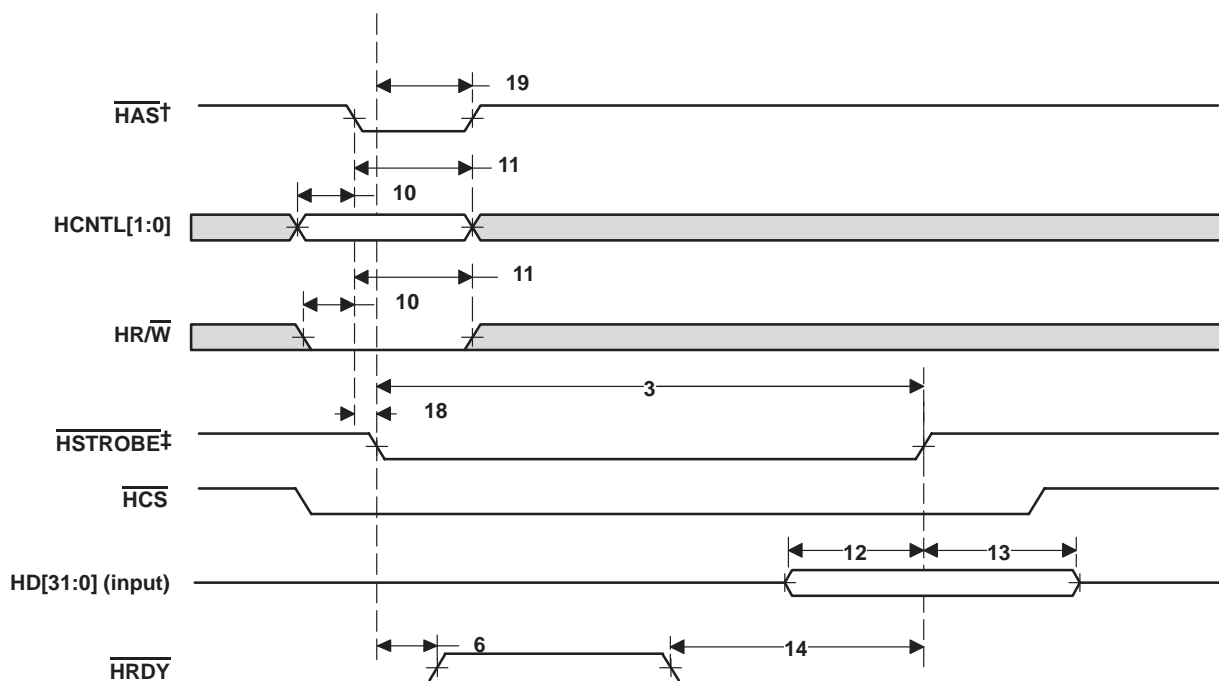 19
HAS†
11
10
HCNTL[1:0]
11
10
HR/W
3
18
HSTROBE‡
HCS
12
13
HD[31:0] (input)
6
14
HRDY